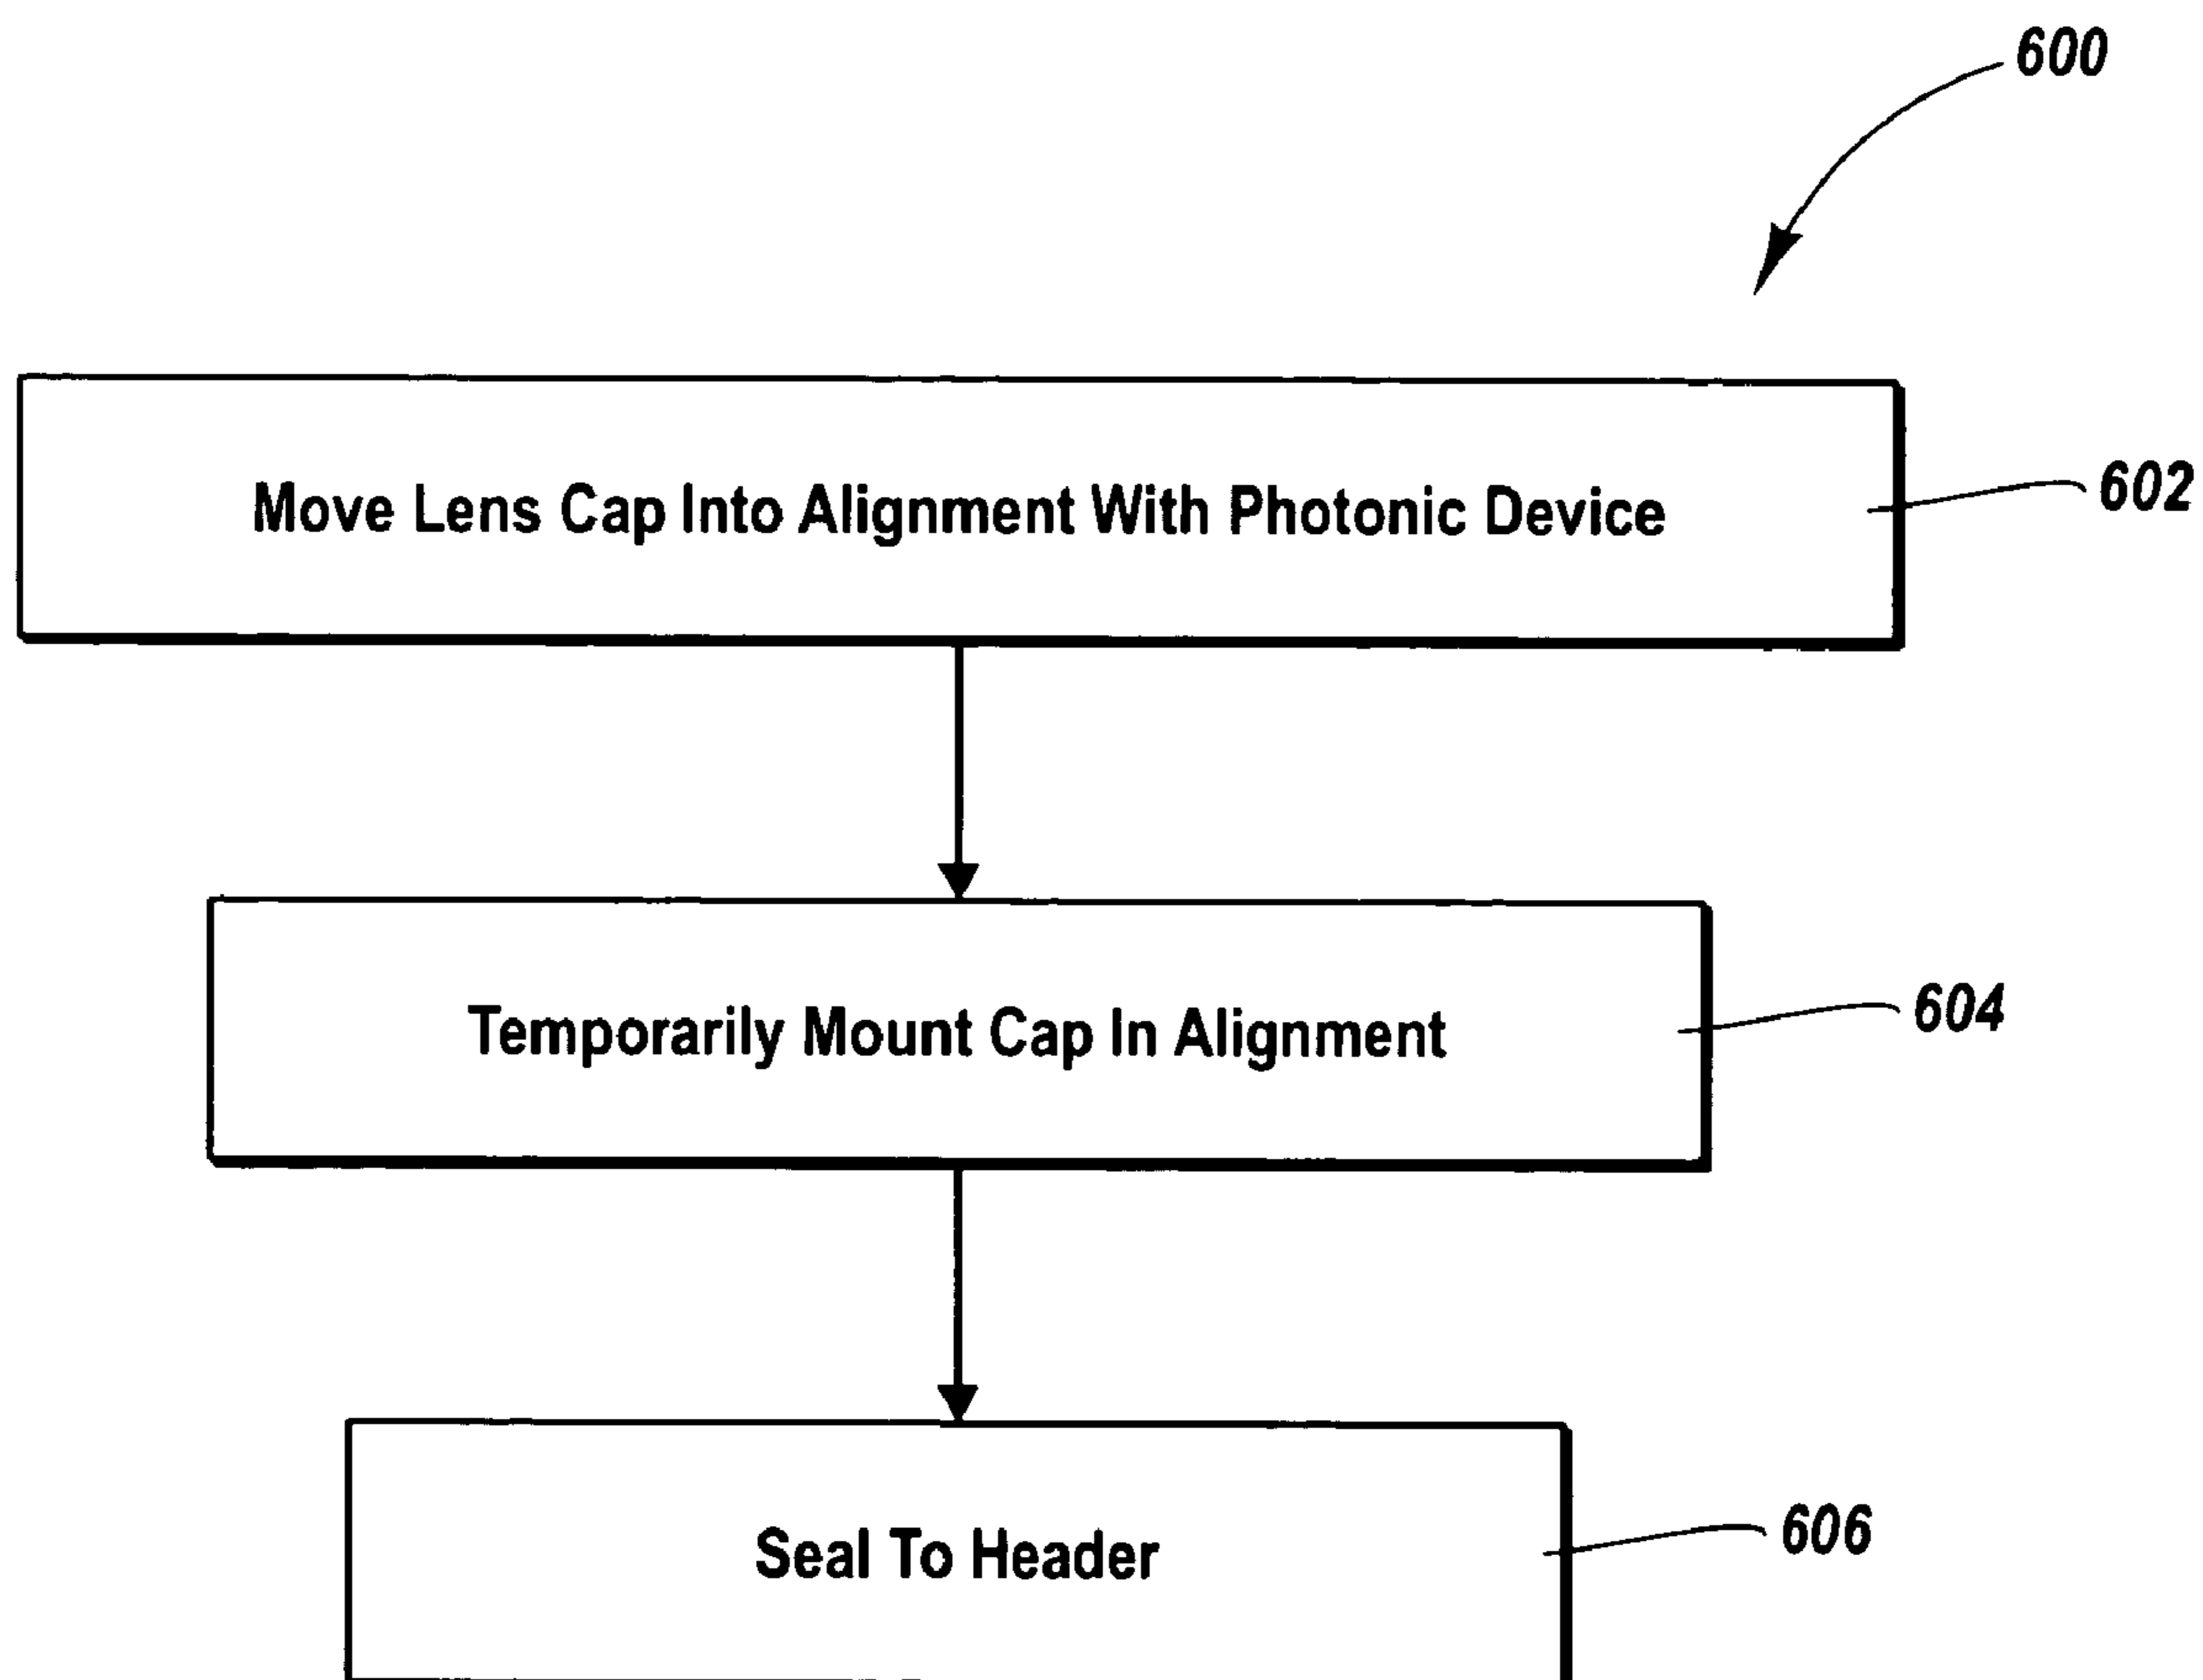 600
Move Lens Cap Into Alignment With Photonic Device
602
Temporarily Mount Cap In Alignment
604
Seal To Header
606